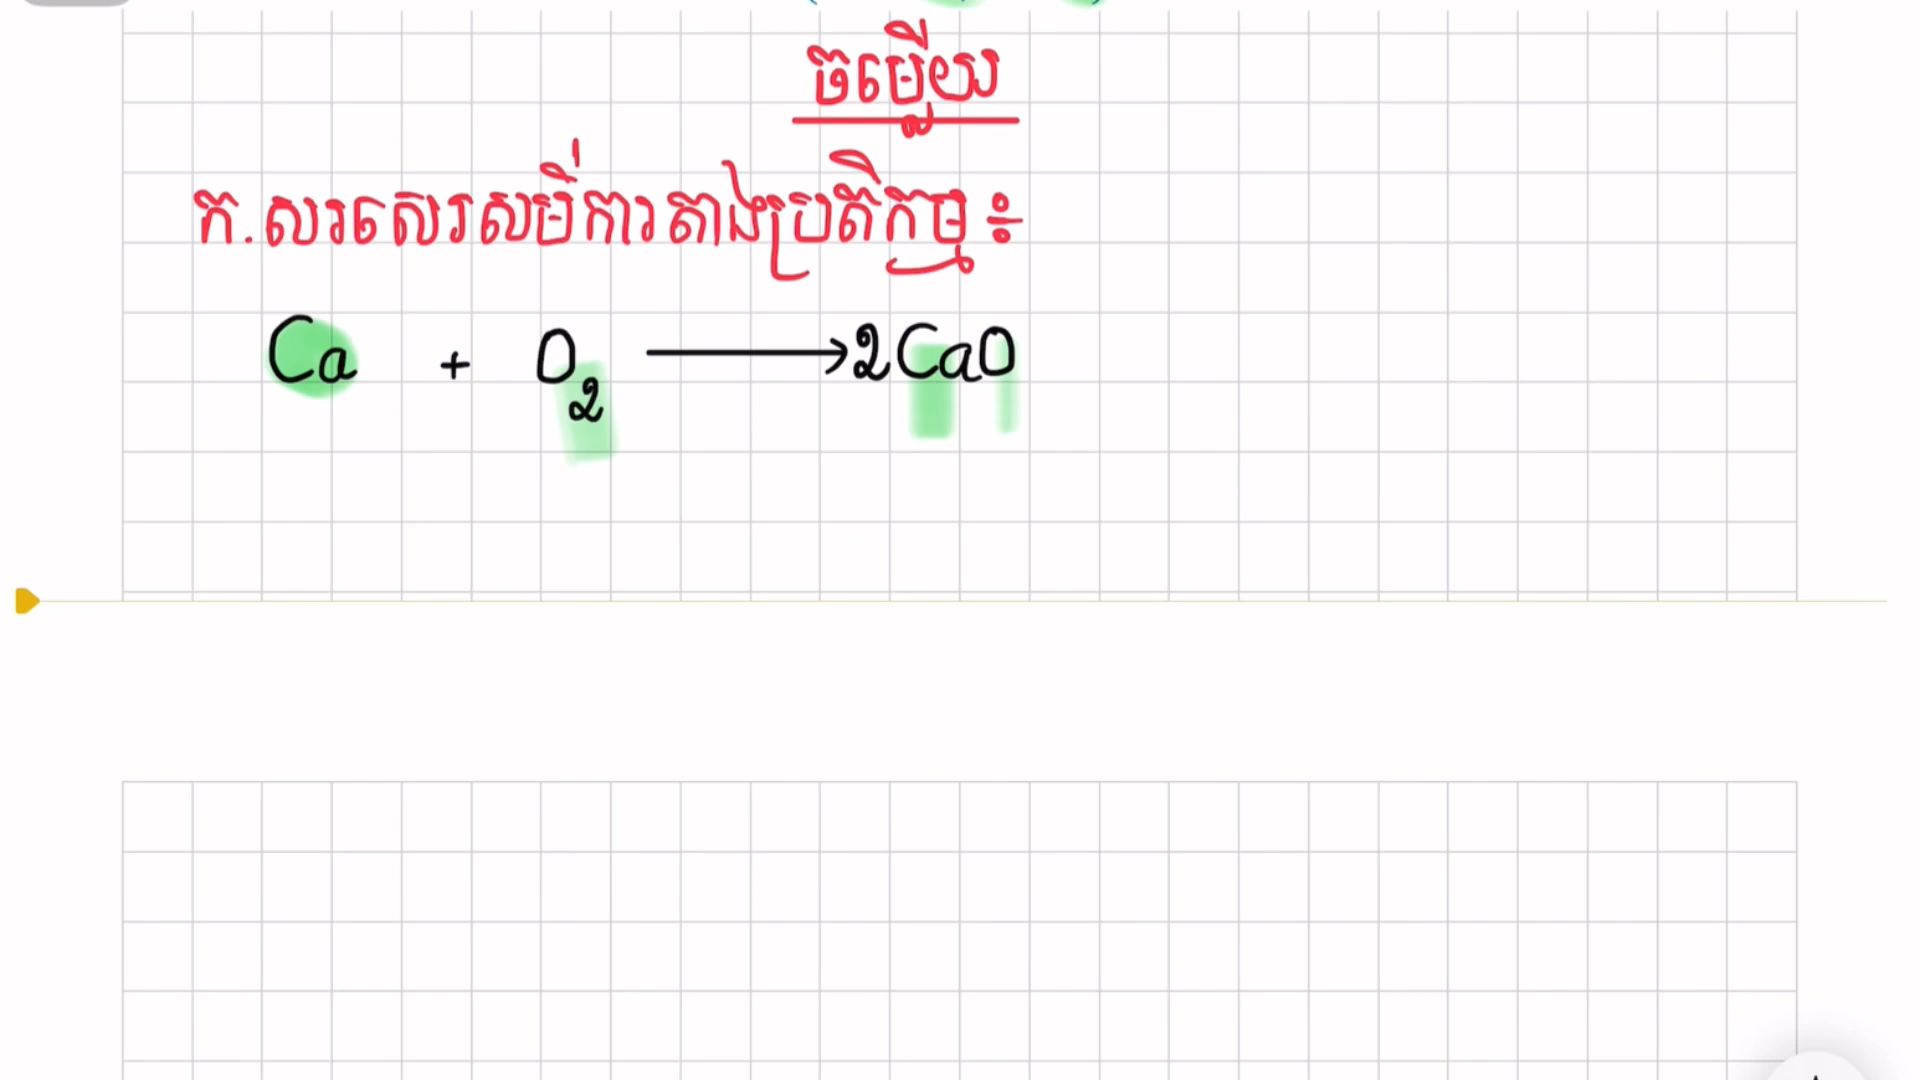 ចម្លើយ
ក.សរសេរសមីការតាងប្រតិកម្ម៖
Ca + O₂ → 2CaO